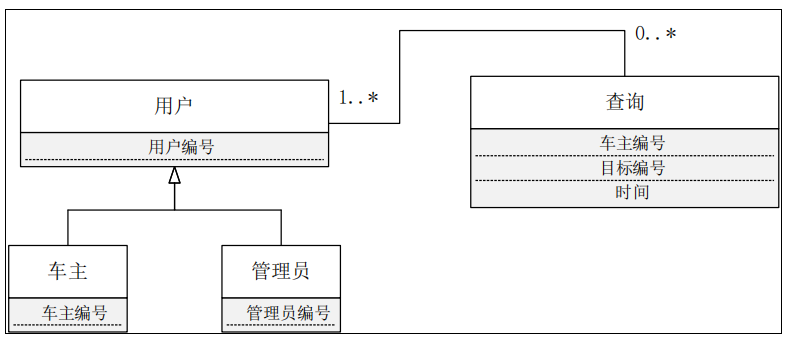 0..*
1..*
用户
用户编号
查询
车主编号
目标编号
时间
车主
车主编号
管理员
管理员编号